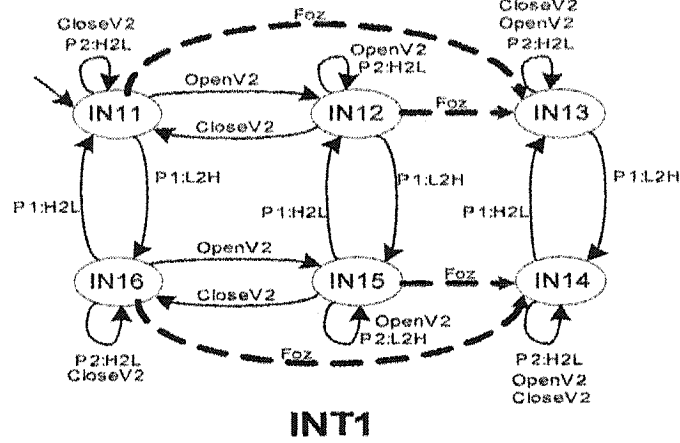 CloseV2
P2:H2L
Foz
CloseV2
OpenV2
P2:H2L
OpenV2
P2:H2L
OpenV2
IN11
IN12
Foz
IN13
CloseV2
P1:H2L
P1:L2H
P1:H2L
P1:L2H
P1:H2L
P1:L2H
OpenV2
IN16
IN15
Foz
IN14
CloseV2
P2:H2L
CloseV2
Foz
OpenV2
P2:L2H
P2:H2L
OpenV2
CloseV2
INT1